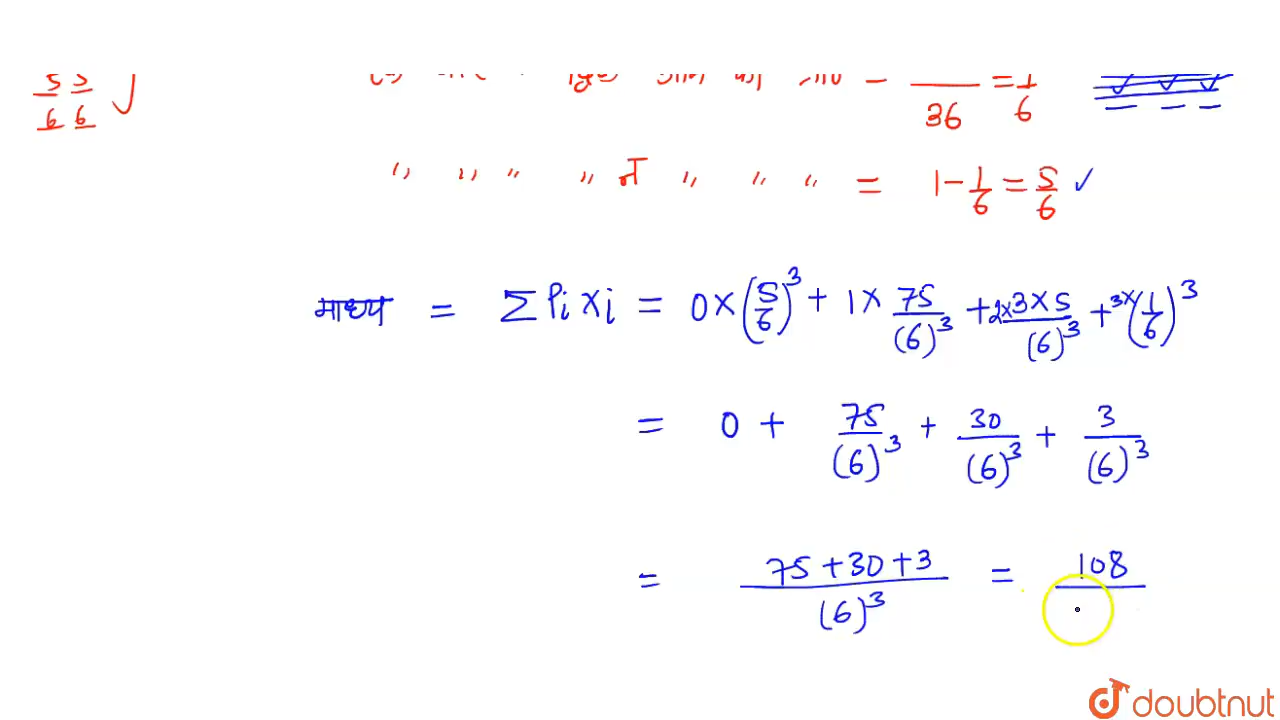 5/6 5/6 36 = 1/6
" " " " न " " " = 1 - 1/6 = 5/6 ✓
माध्य = Σ Pi Xi = 0 × (5/6)^3 + 1 × 75/(6)^3 + 2×3×5/(6)^3 + 3×(1/6)^3
= 0 + 75/(6)^3 + 30/(6)^3 + 3/(6)^3
= 75+30+3/(6)^3 = 108
doubtnut